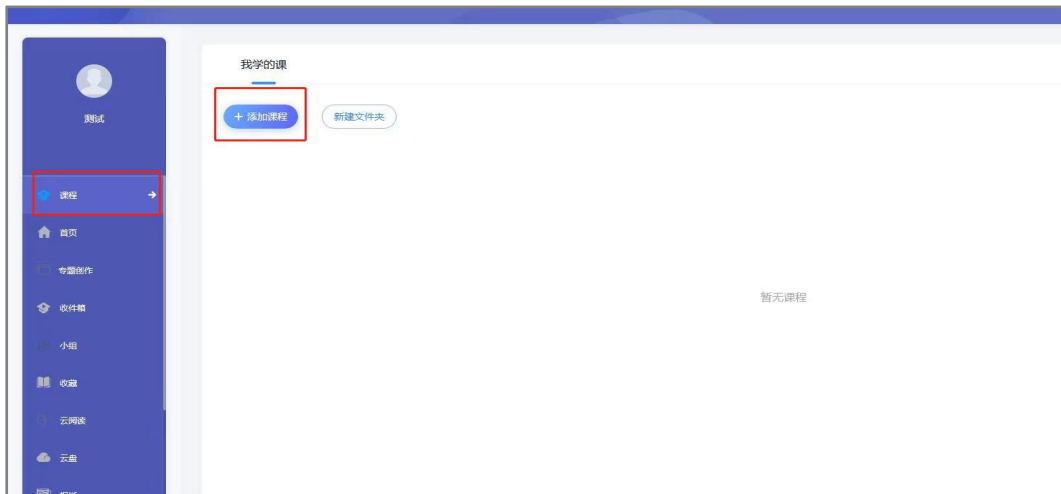 我学的课
+ 添加课程
新建文件夹
测试
课程
首页
专题创作
收件箱
小组
收藏
云阅读
云盘
暂无课程